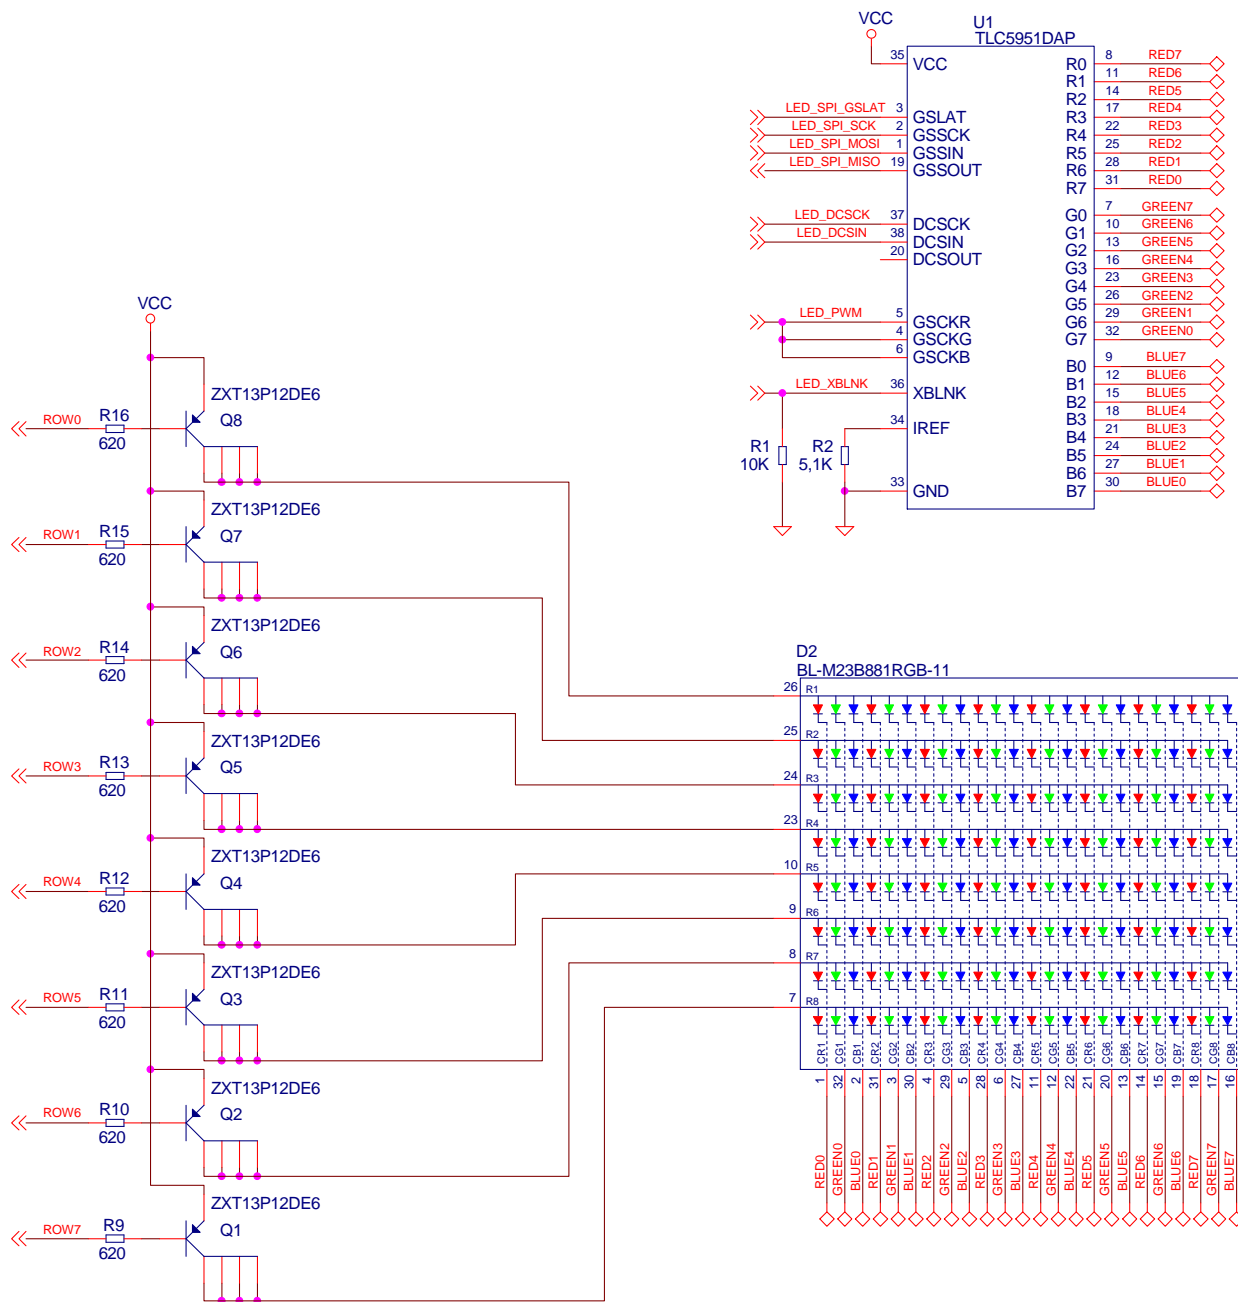 VCC
U1
TLC5951DAP
35
VCC
LED_SPI_GSLAT
3
GSLAT
LED_SPI_SCK
2
GSSCK
LED_SPI_MOSI
1
GSSIN
LED_SPI_MISO
19
GSSOUT
LED_DCSCK
37
DCSCK
LED_DCSIN
38
DCSIN
20
DCSOUT
LED_PWM
5
GSCKR
4
GSCKG
6
GSCKB
LED_XBLNK
36
XBLNK
34
IREF
33
GND
R1
10K
R2
5,1K
R0 8 RED7
R1 11 RED6
R2 14 RED5
R3 17 RED4
R4 22 RED3
R5 25 RED2
R6 28 RED1
R7 31 RED0
G0 7 GREEN7
G1 10 GREEN6
G2 13 GREEN5
G3 16 GREEN4
G4 23 GREEN3
G5 26 GREEN2
G6 29 GREEN1
G7 32 GREEN0
B0 9 BLUE7
B1 12 BLUE6
B2 15 BLUE5
B3 18 BLUE4
B4 21 BLUE3
B5 24 BLUE2
B6 27 BLUE1
B7 30 BLUE0
VCC
ZXT13P12DE6
ROW0 R16 Q8
620
ZXT13P12DE6
ROW1 R15 Q7
620
ZXT13P12DE6
ROW2 R14 Q6
620
ZXT13P12DE6
ROW3 R13 Q5
620
ZXT13P12DE6
ROW4 R12 Q4
620
ZXT13P12DE6
ROW5 R11 Q3
620
ZXT13P12DE6
ROW6 R10 Q2
620
ZXT13P12DE6
ROW7 R9 Q1
620
D2
BL-M23B881RGB-11
26 R1
25 R2
24 R3
23 R4
10 R5
9 R6
8 R7
7 R8
CR1 CG1 CB1 CR2 CG2 CB2 CR3 CG3 CB3 CR4 CG4 CB4 CR5 CG5 CB5 CR6 CG6 CB6 CR7 CG7 CB7 CR8 CG8 CB8
1 32 2 31 3 30 4 29 5 28 6 27 11 12 22 21 20 13 14 15 19 18 17 16
RED0 GREEN0 BLUE0 RED1 GREEN1 BLUE1 RED2 GREEN2 BLUE2 RED3 GREEN3 BLUE3 RED4 GREEN4 BLUE4 RED5 GREEN5 BLUE5 RED6 GREEN6 BLUE6 RED7 GREEN7 BLUE7